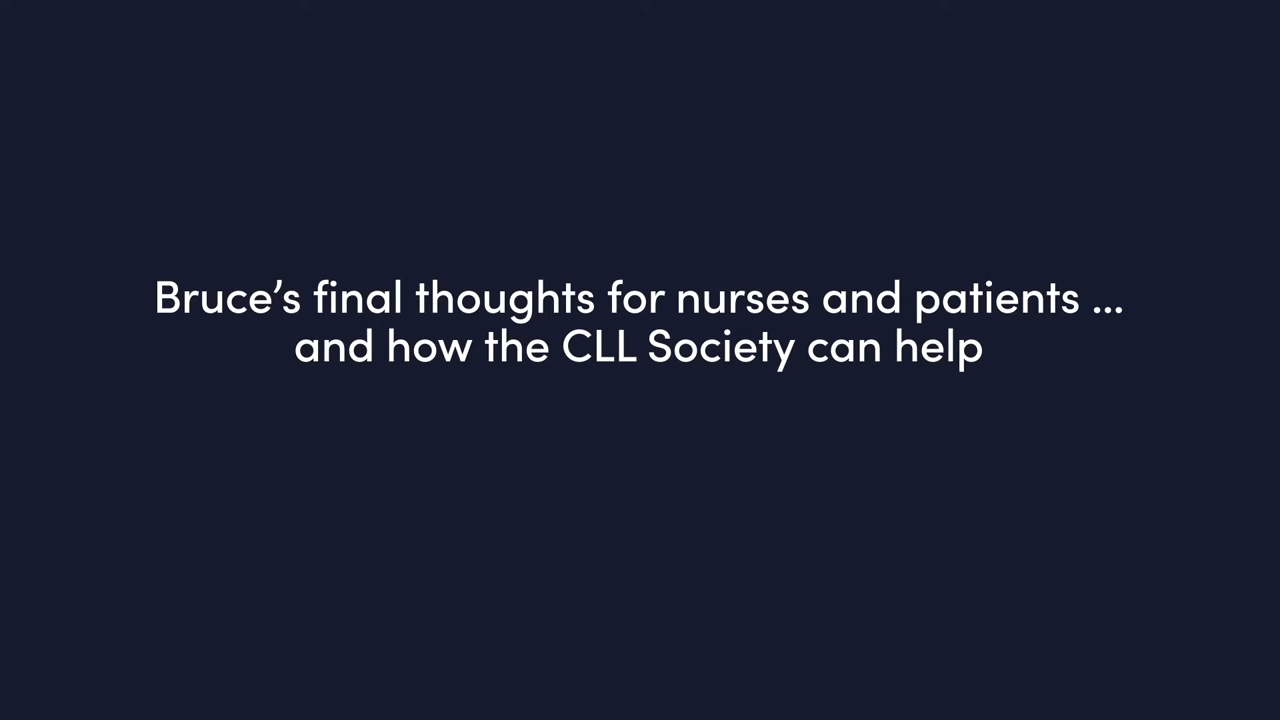 Bruce’s final thoughts for nurses and patients ...
and how the CLL Society can help